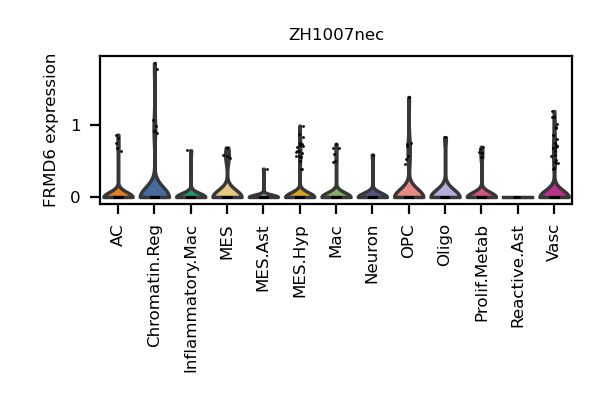 ZH1007nec
FRMD6 expression
1
0
AC
Chromatin.Reg
Inflammatory.Mac
MES
MES.Ast
MES.Hyp
Mac
Neuron
OPC
Oligo
Prolif.Metab
Reactive.Ast
Vasc